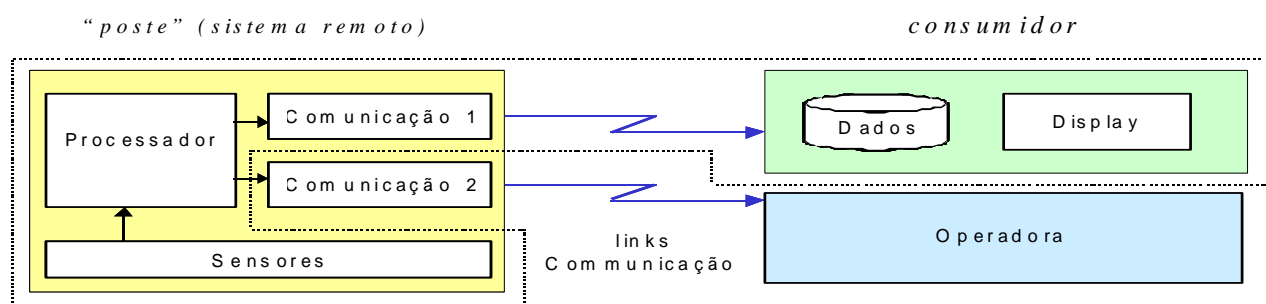 “poste” (sistema remoto)
consumidor
Processador
Comunicação 1
Comunicação 2
Sensores
Dados
Display
Operadora
links
Communicação